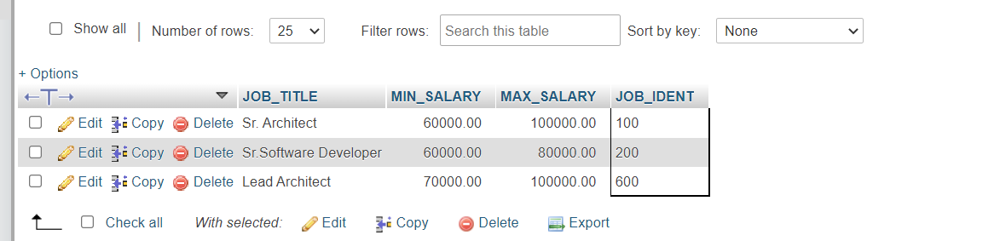 Show all | Number of rows: 25 Filter rows: Search this table Sort by key: None
+ Options
←T→ JOB_TITLE MIN_SALARY MAX_SALARY JOB_IDENT
Edit Copy Delete Sr. Architect 60000.00 100000.00 100
Edit Copy Delete Sr.Software Developer 60000.00 80000.00 200
Edit Copy Delete Lead Architect 70000.00 100000.00 600
Check all With selected: Edit Copy Delete Export